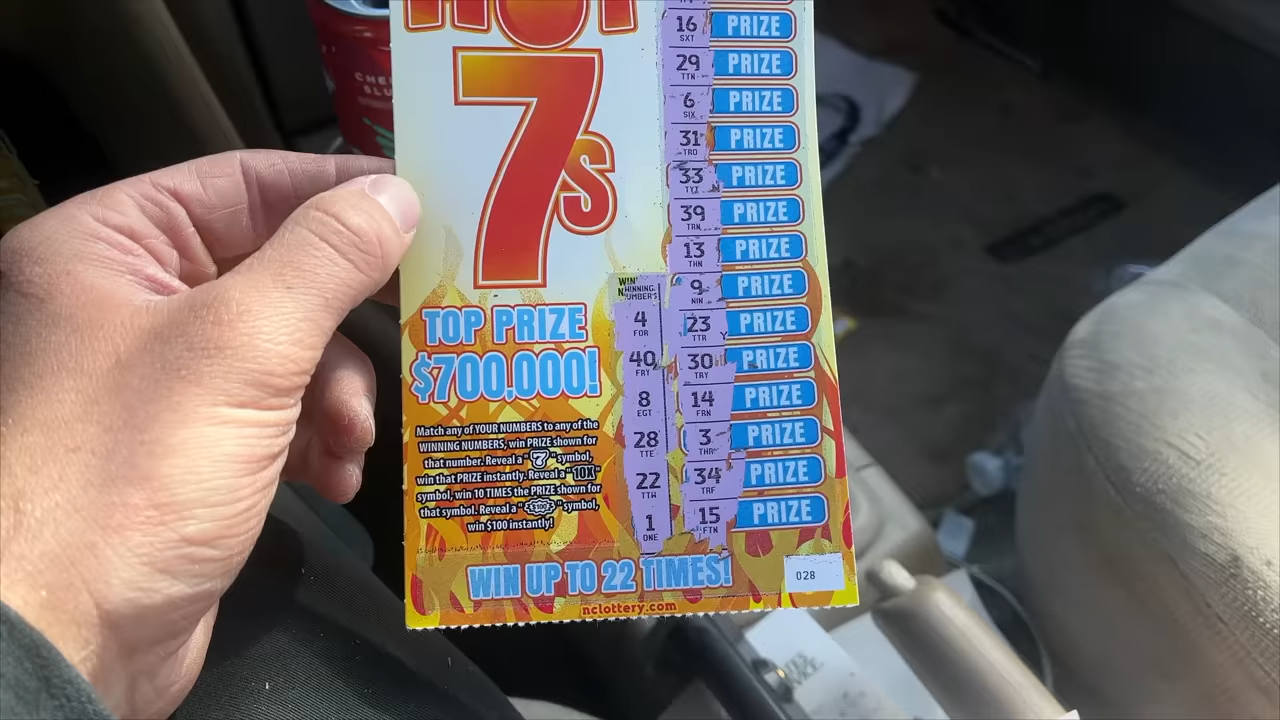 HOT
7s
TOP PRIZE
$700,000!
Match any of YOUR NUMBERS to any of the
WINNING NUMBERS, win PRIZE shown for
that number. Reveal a "7" symbol,
win that PRIZE instantly. Reveal a "10X"
symbol, win 10 TIMES the PRIZE shown for
that symbol. Reveal a "$100" symbol,
win $100 instantly!
WINNING
NUMBERS
4
FOR
40
FRY
8
EGT
28
TTE
22
TTW
1
ONE
16 PRIZE
SXT
29 PRIZE
TTN
6 PRIZE
SIX
31 PRIZE
TRO
33 PRIZE
TYT
39 PRIZE
TRN
13 PRIZE
THN
9 PRIZE
NIN
23 PRIZE
TTR
30 PRIZE
TRY
14 PRIZE
FRN
3 PRIZE
THR
34 PRIZE
TRF
15 PRIZE
FTN
WIN UP TO 22 TIMES!
028
nclottery.com